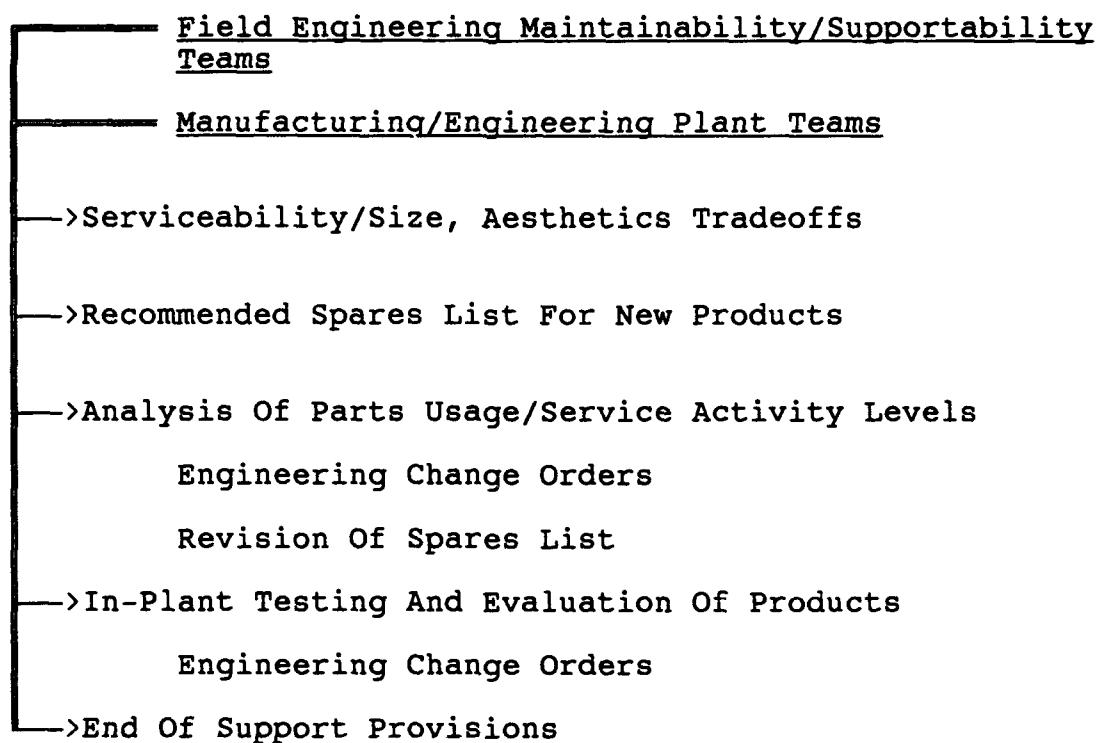 Field Engineering Maintainability/Supportability
Teams
Manufacturing/Engineering Plant Teams
->Serviceability/Size, Aesthetics Tradeoffs
->Recommended Spares List For New Products
->Analysis Of Parts Usage/Service Activity Levels
Engineering Change Orders
Revision Of Spares List
->In-Plant Testing And Evaluation Of Products
Engineering Change Orders
->End Of Support Provisions